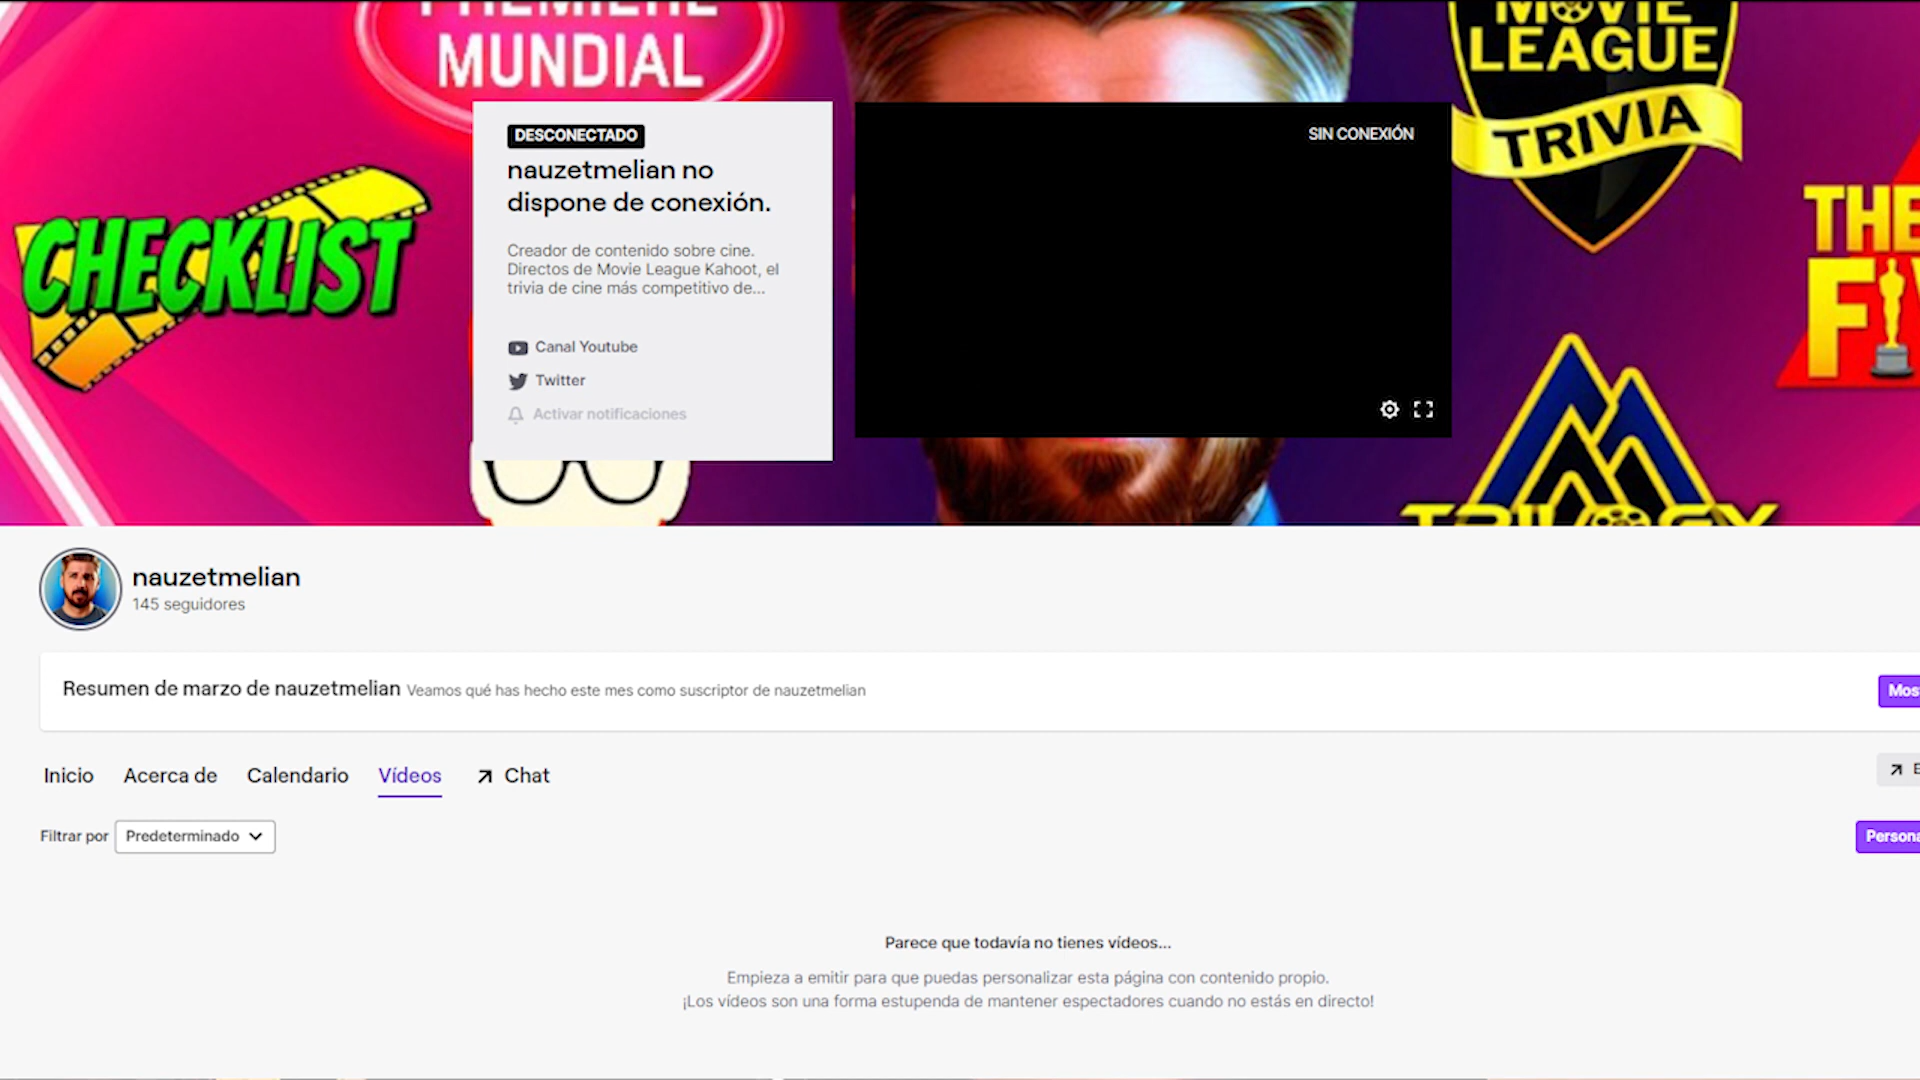 PREMIERE
MUNDIAL
CHECKLIST
MOVIE
LEAGUE
TRIVIA
THE
TRILOGY
DESCONECTADO
nauzetmelian no
dispone de conexión.
Creador de contenido sobre cine.
Directos de Movie League Kahoot, el
trivia de cine más competitivo de...
Canal Youtube
Twitter
Activar notificaciones
SIN CONEXIÓN
nauzetmelian
145 seguidores
Resumen de marzo de nauzetmelian Veamos qué has hecho este mes como suscriptor de nauzetmelian
Inicio Acerca de Calendario Vídeos Chat
Filtrar por Predeterminado
Parece que todavía no tienes vídeos...
Empieza a emitir para que puedas personalizar esta página con contenido propio.
¡Los vídeos son una forma estupenda de mantener espectadores cuando no estás en directo!